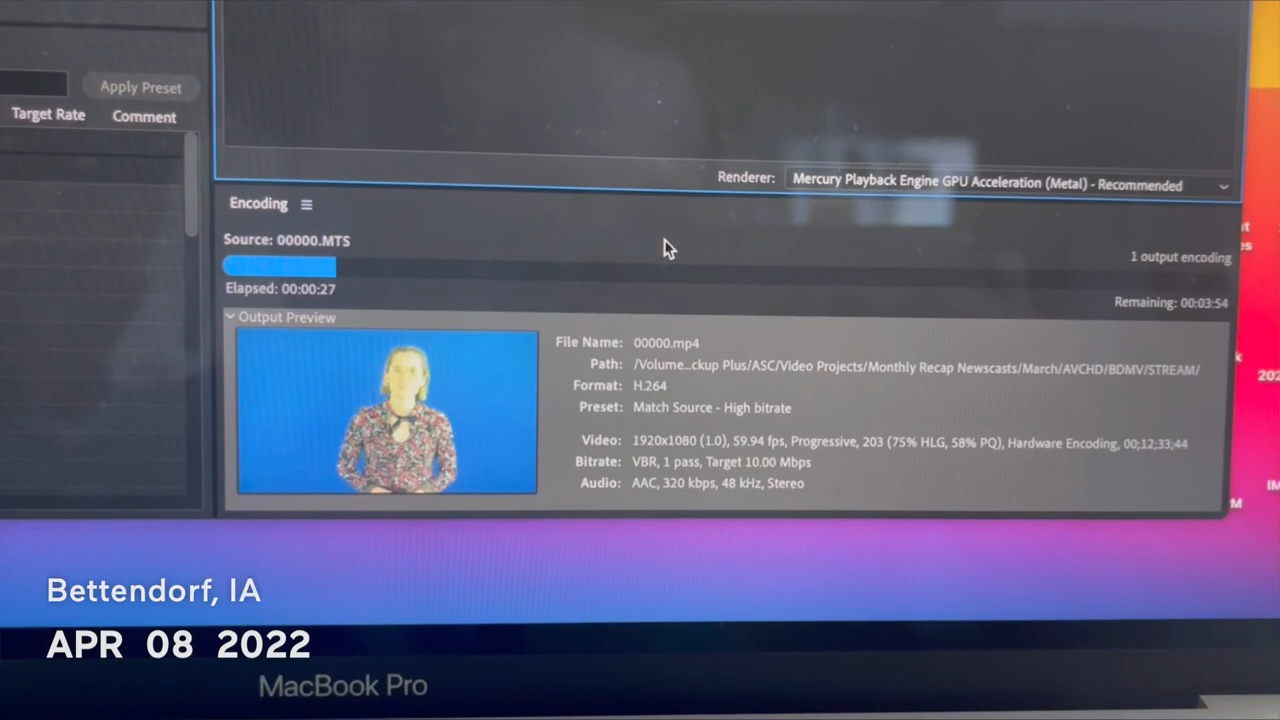 Apply Preset
Target Rate
Comment
Renderer: Mercury Playback Engine GPU Acceleration (Metal) - Recommended
Encoding
Source: 00000.MTS
1 output encoding
Elapsed: 00:00:27
Remaining: 00:03:54
Output Preview
File Name: 00000.mp4
Path: /Volume...ckup Plus/ASC/Video Projects/Monthly Recap Newscasts/March/AVCHD/BDMV/STREAM/
Format: H.264
Preset: Match Source - High bitrate
Video: 1920x1080 (1.0), 59.94 fps, Progressive, 203 (75% HLG, 58% PQ), Hardware Encoding, 00;12;33;44
Bitrate: VBR, 1 pass, Target 10.00 Mbps
Audio: AAC, 320 kbps, 48 kHz, Stereo
Bettendorf, IA
APR 08 2022
MacBook Pro